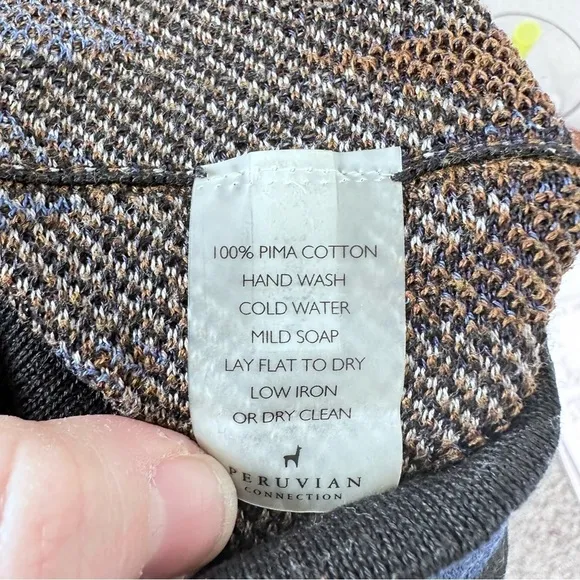 100% PIMA COTTON
HAND WASH
COLD WATER
MILD SOAP
LAY FLAT TO DRY
LOW IRON
OR DRY CLEAN
PERUVIAN
CONNECTION